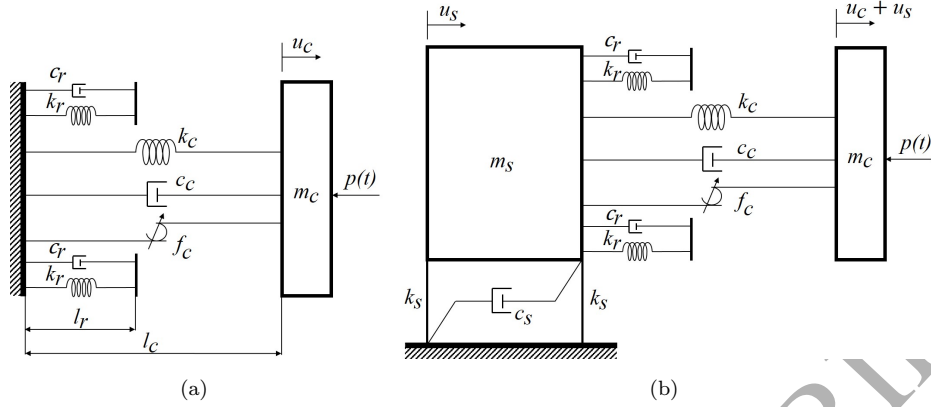 u_c
c_r
k_r
k_c
c_c
m_c
p(t)
f_c
c_r
k_r
l_r
l_c
(a)
u_s
u_c + u_s
c_r
k_r
k_c
m_s
c_c
m_c
p(t)
f_c
c_r
k_r
k_s
c_s
k_s
(b)